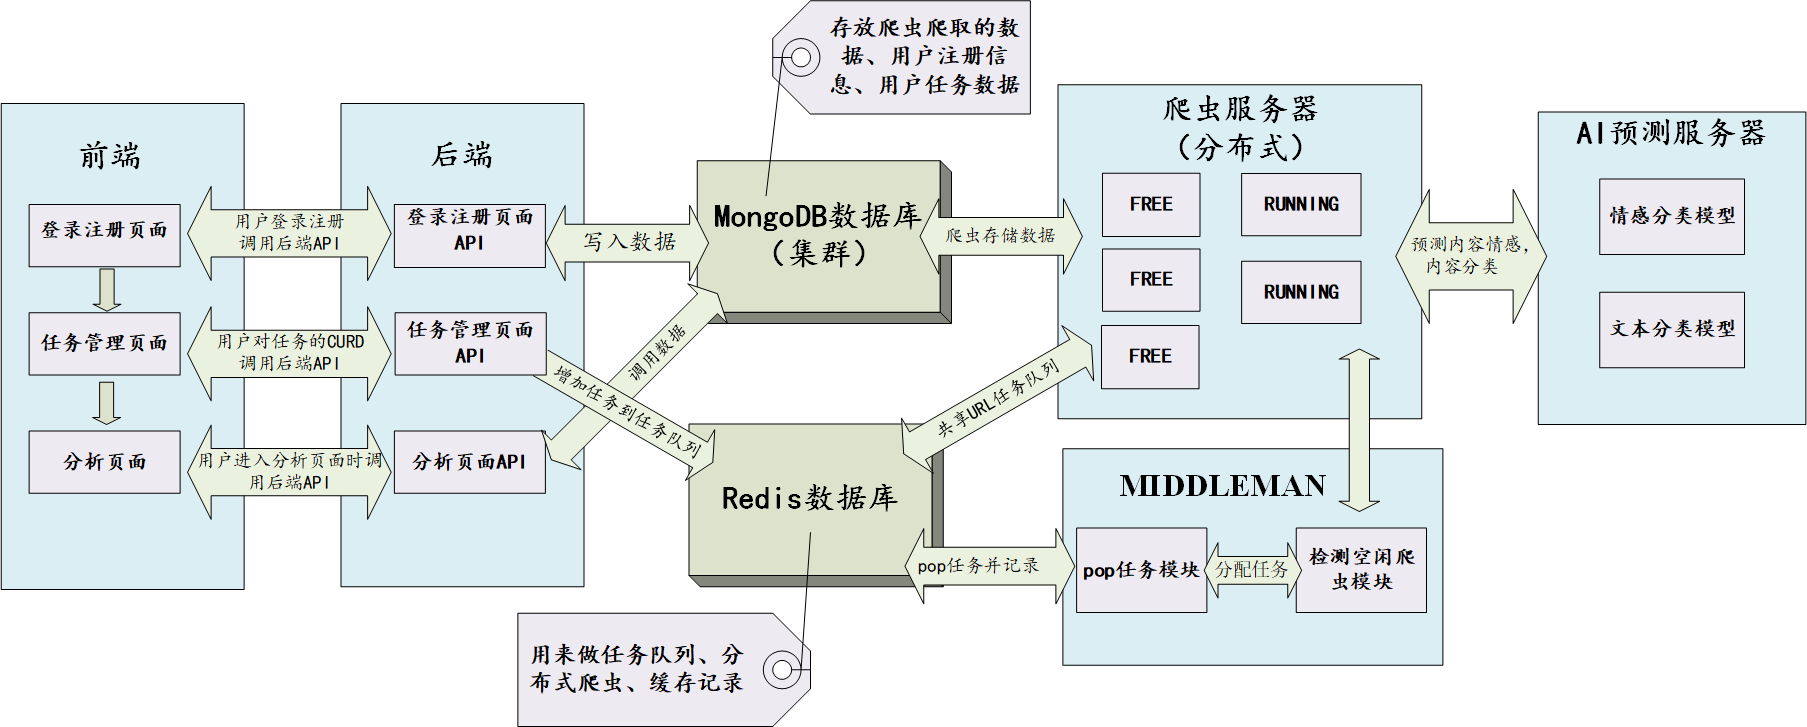 存放爬虫爬取的数
据、用户注册信
息、用户任务数据
前端
登录注册页面
任务管理页面
分析页面
用户登录注册
调用后端API
用户对任务的CURD
调用后端API
用户进入分析页面时调
用后端API
后端
登录注册页面
API
任务管理页面
API
分析页面API
写入数据
调用数据
增加任务到任务队列
MongoDB数据库
（集群）
Redis数据库
用来做任务队列、分
布式爬虫、缓存记录
爬虫存储数据
共享URL任务队列
pop任务并记录
爬虫服务器
（分布式）
FREE
RUNNING
FREE
RUNNING
FREE
MIDDLEMAN
pop任务模块
分配任务
检测空闲爬
虫模块
预测内容情感，
内容分类
AI预测服务器
情感分类模型
文本分类模型